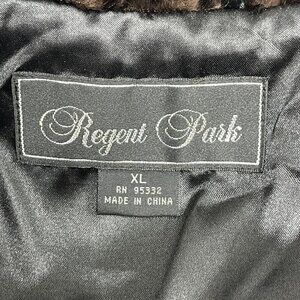 Regent Park
XL
RN 95332
MADE IN CHINA